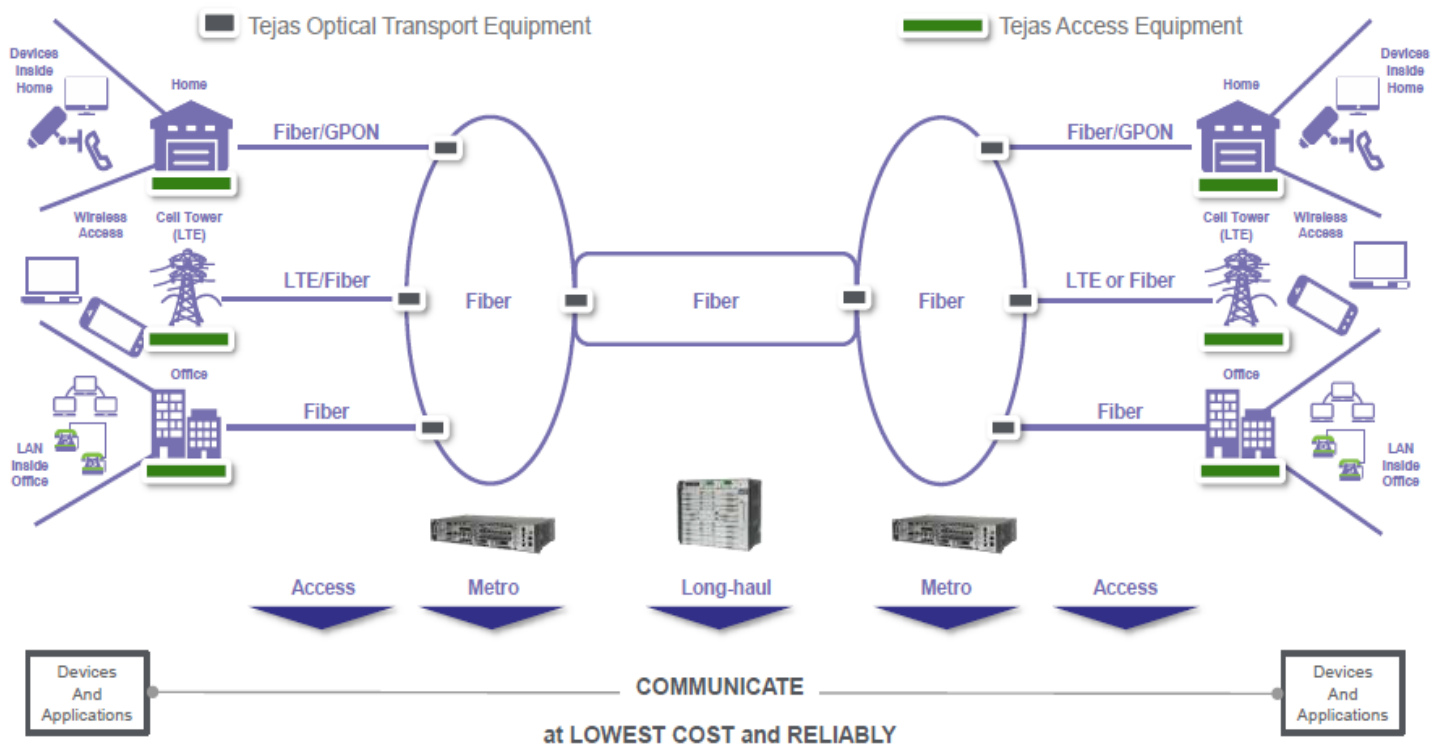 Tejas Optical Transport Equipment
Tejas Access Equipment
Devices
Inside
Home
Home
Fiber/GPON
Fiber/GPON
Home
Devices
Inside
Home
Wireless
Access
Cell Tower
(LTE)
Cell Tower
(LTE)
Wireless
Access
LTE/Fiber
Fiber
Fiber
Fiber
LTE or Fiber
Office
Office
Fiber
Fiber
LAN
Inside
Office
LAN
Inside
Office
Access
Metro
Long-haul
Metro
Access
Devices
And
Applications
COMMUNICATE
at LOWEST COST and RELIABLY
Devices
And
Applications